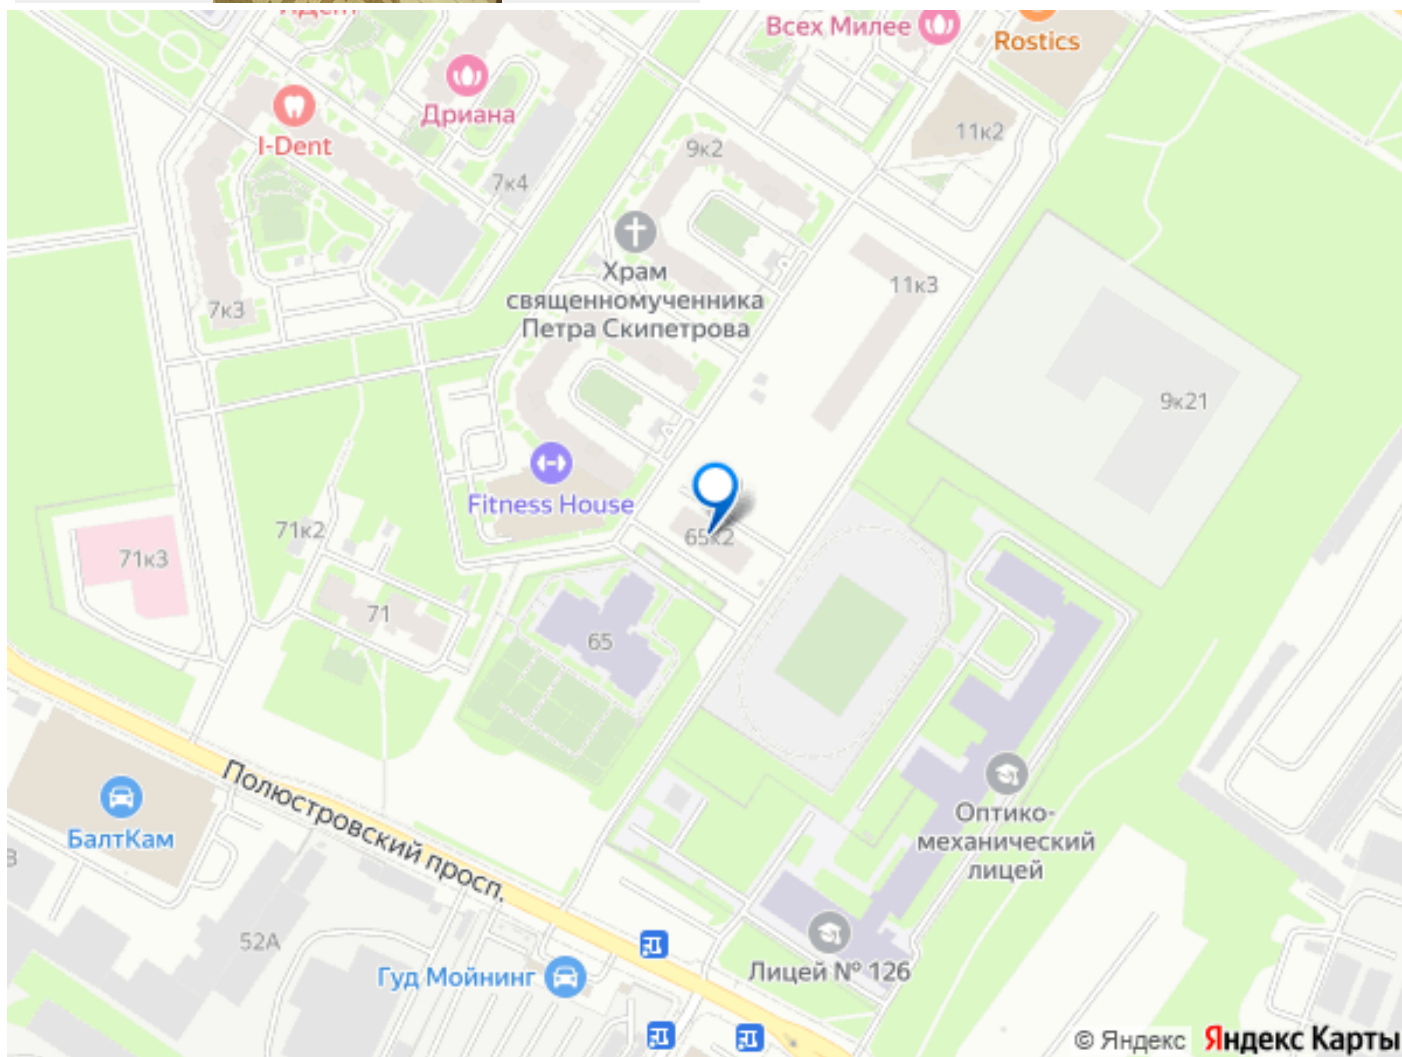 Всех Милее
Rostics
Дриана
I-Dent
11к2
9к2
7к4
Храм
священномученника
Петра Скипетрова
11к3
7к3
9к21
Fitness House
71к2
65к2
71к3
71
65
Полюстровский просп.
БалтКам
Оптико-
механический
лицей
52А
Гуд Мойнинг
Лицей № 126
© Яндекс Яндекс Карты